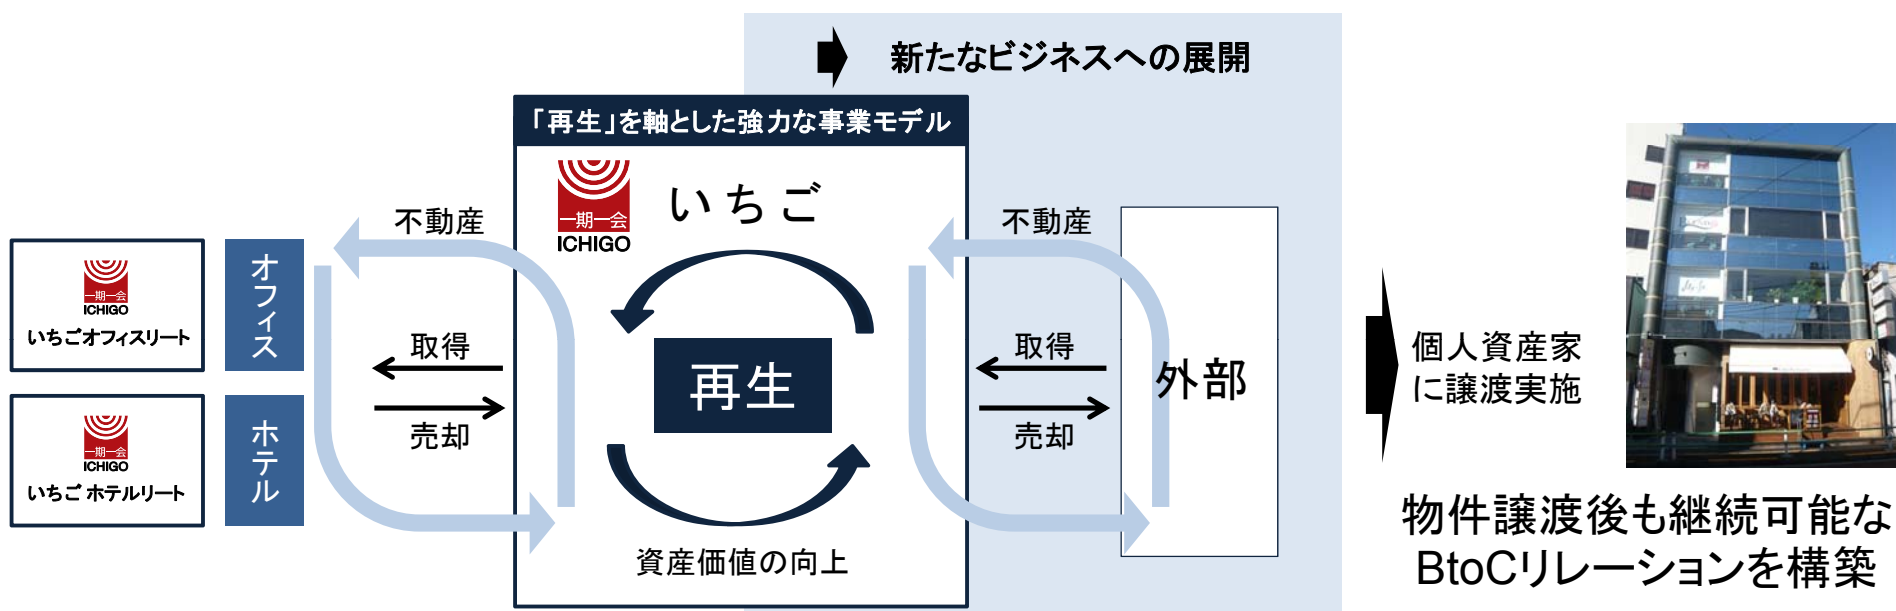 新たなビジネスへの展開
「再生」を軸とした強力な事業モデル
一期一会
ICHIGO
いちご
不動産
不動産
一期一会
ICHIGO
いちごオフィスリート
オフィス
取得
売却
再生
取得
売却
外部
個人資産家
に譲渡実施
一期一会
ICHIGO
いちごホテルリート
ホテル
資産価値の向上
物件譲渡後も継続可能な
BtoCリレーションを構築